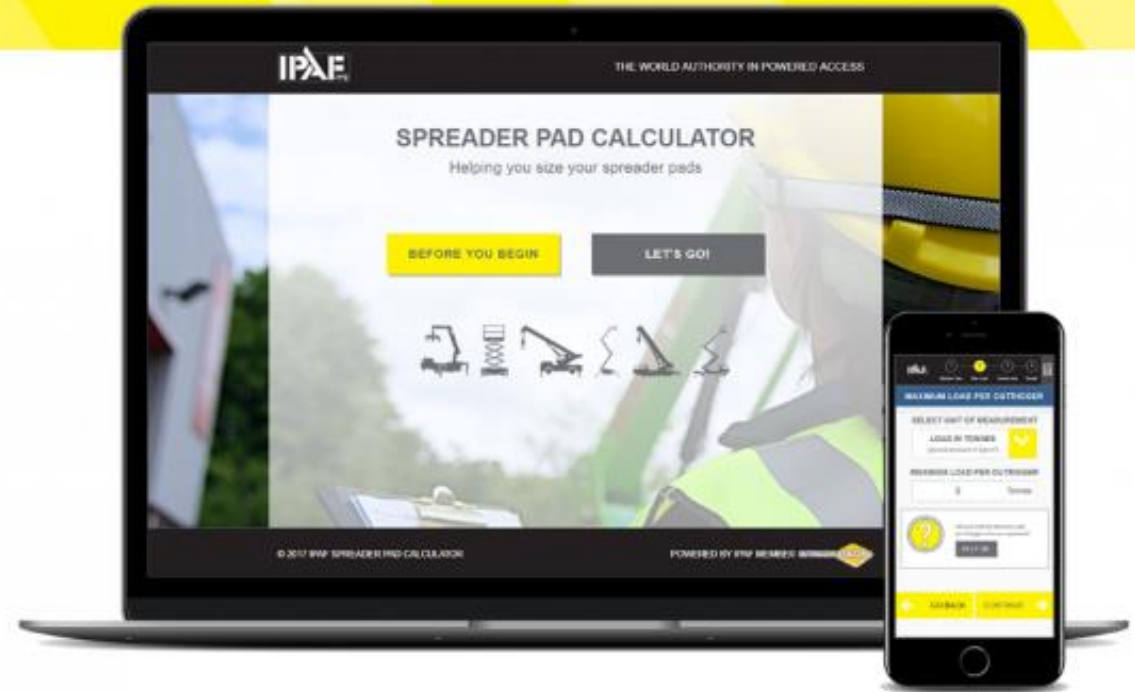 IPAF
THE WORLD AUTHORITY IN POWERED ACCESS
SPREADER PAD CALCULATOR
Helping you size your spreader pads
BEFORE YOU BEGIN
LET'S GO!
© 2017 IPAF SPREADER PAD CALCULATOR
POWERED BY IPAF MEMBER
IPAF
MAXIMUM LOAD PER OUTRIGGER
SELECT UNIT OF MEASUREMENT
LOAD IN TONNES
MAXIMUM LOAD PER OUTRIGGER
Tonnes
?
GO BACK
CONTINUE